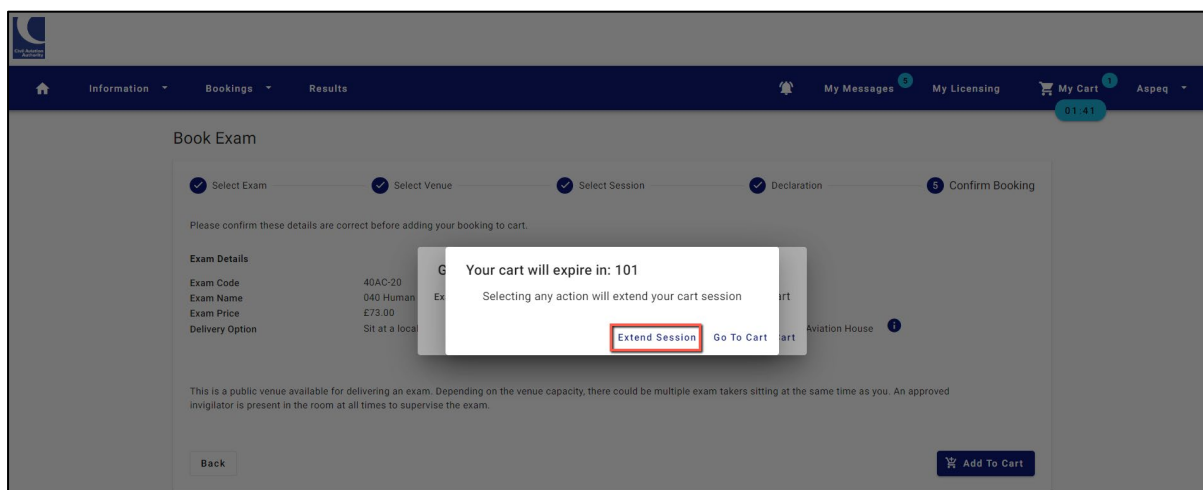 Civil Aviation
Authority
Information
Bookings
Results
My Messages 5
My Licensing
My Cart 1
Aspeq
01:41
Book Exam
Select Exam
Select Venue
Select Session
Declaration
5 Confirm Booking
Please confirm these details are correct before adding your booking to cart.
Exam Details
Exam Code 40AC-20
Exam Name 040 Human
Exam Price £73.00
Delivery Option Sit at a local
Aviation House
G
Ex
art
Cart
Your cart will expire in: 101
Selecting any action will extend your cart session
Extend Session Go To Cart
This is a public venue available for delivering an exam. Depending on the venue capacity, there could be multiple exam takers sitting at the same time as you. An approved
invigilator is present in the room at all times to supervise the exam.
Back
Add To Cart